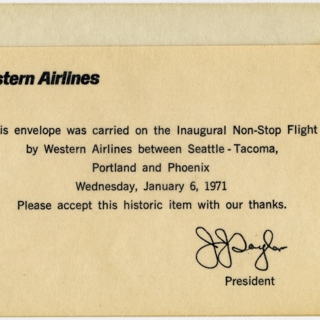 stern Airlines
is envelope was carried on the Inaugural Non-Stop Flight
by Western Airlines between Seattle-Tacoma,
Portland and Phoenix
Wednesday, January 6, 1971
Please accept this historic item with our thanks.
President